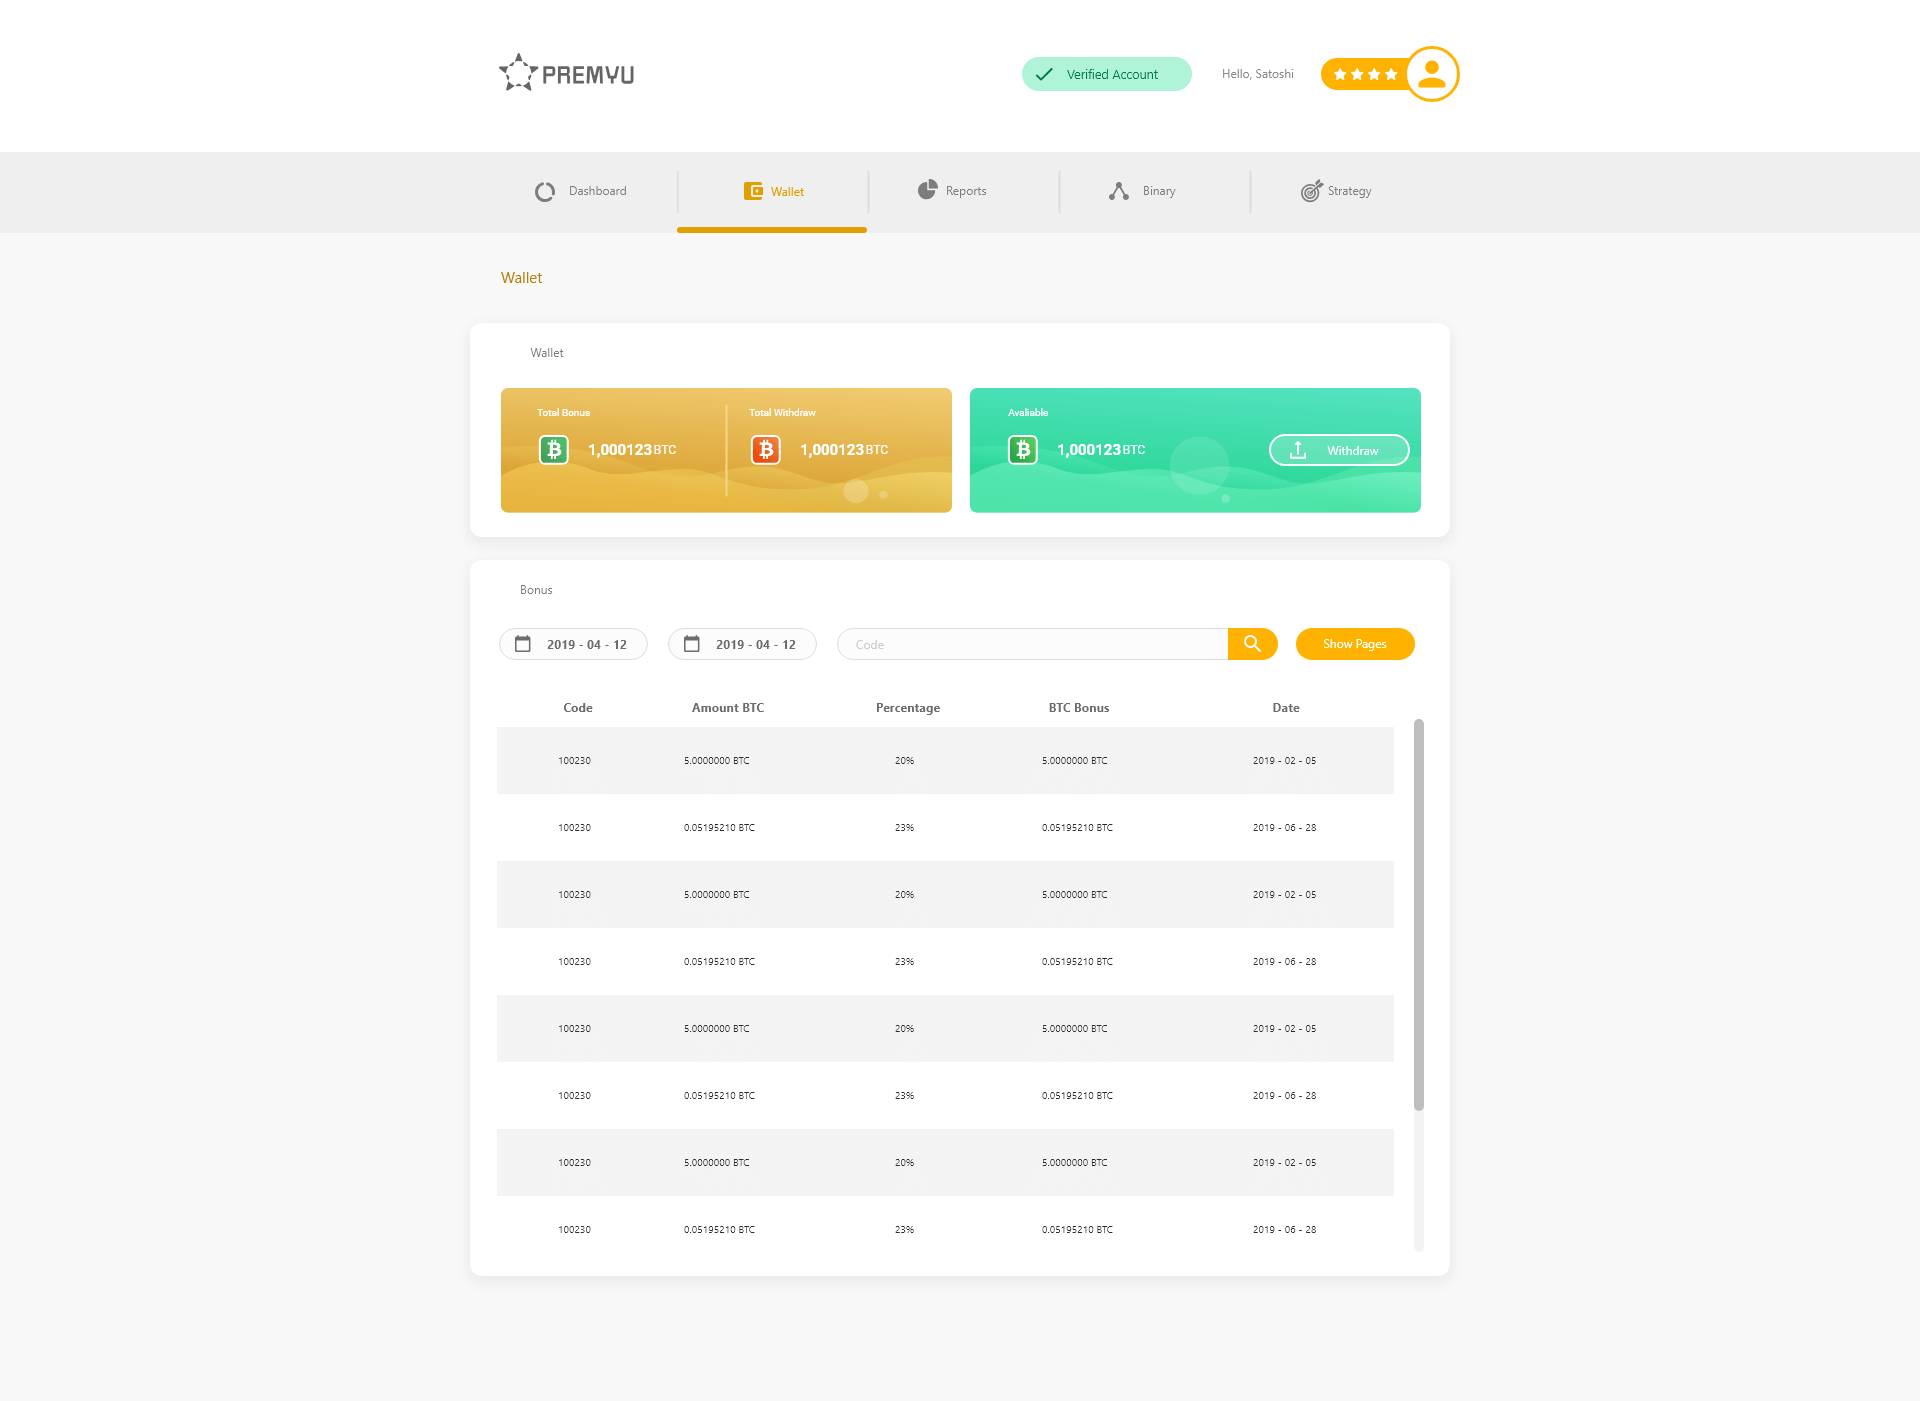 PREMYU
Verified Account
Hello, Satoshi
Dashboard
Wallet
Reports
Binary
Strategy
Wallet
Wallet
Total Bonus
1,000123 BTC
Total Withdraw
1,000123 BTC
Avaliable
1,000123 BTC
Withdraw
Bonus
2019 - 04 - 12
2019 - 04 - 12
Code
Show Pages
Code Amount BTC Percentage BTC Bonus Date
100230 5.0000000 BTC 20% 5.0000000 BTC 2019 - 02 - 05
100230 0.05195210 BTC 23% 0.05195210 BTC 2019 - 06 - 28
100230 5.0000000 BTC 20% 5.0000000 BTC 2019 - 02 - 05
100230 0.05195210 BTC 23% 0.05195210 BTC 2019 - 06 - 28
100230 5.0000000 BTC 20% 5.0000000 BTC 2019 - 02 - 05
100230 0.05195210 BTC 23% 0.05195210 BTC 2019 - 06 - 28
100230 5.0000000 BTC 20% 5.0000000 BTC 2019 - 02 - 05
100230 0.05195210 BTC 23% 0.05195210 BTC 2019 - 06 - 28